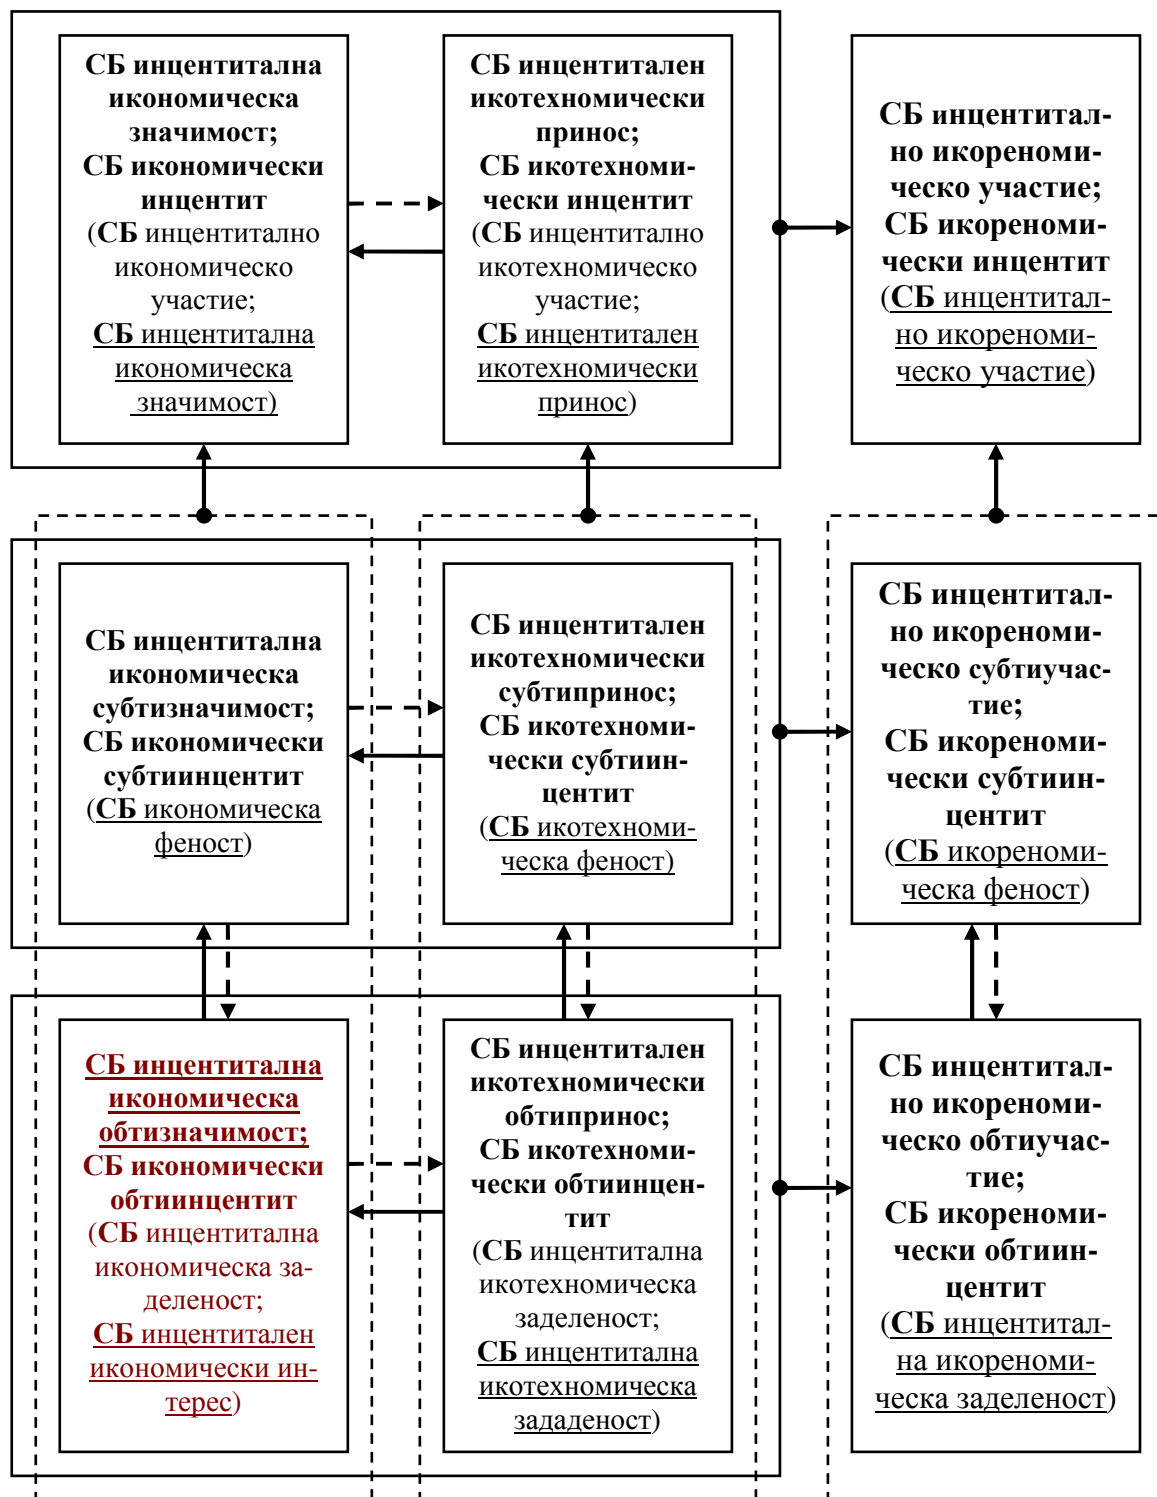 СБ инцентитална
икономическа
значимост;
СБ икономически
инцентит
(СБ инцентитално
икономическо
участие;
СБ инцентитална
икономическа
значимост)
СБ инцентитален
икотехномически
принос;
СБ икотехноми-
чески инцентит
(СБ инцентитално
икотехномическо
участие;
СБ инцентитален
икотехномически
принос)
СБ инцентитал-
но икореноми-
ческо участие;
СБ икореноми-
чески инцентит
(СБ инцентитал-
но икореноми-
ческо участие)
СБ инцентитална
икономическа
субтизначимост;
СБ икономически
субтиинцентит
(СБ икономическа
феност)
СБ инцентитален
икотехномически
субтипринос;
СБ икотехноми-
чески субтиин-
центит
(СБ икотехноми-
ческа феност)
СБ инцентитал-
но икореноми-
ческо субтиучас-
тие;
СБ икореноми-
чески субтиин-
центит
(СБ икореноми-
ческа феност)
СБ инцентитална
икономическа
обтизначимост;
СБ икономически
обтиинцентит
(СБ инцентитална
икономическа за-
деленост;
СБ инцентитален
икономически ин-
терес)
СБ инцентитален
икотехномически
обтипринос;
СБ икотехноми-
чески обтиинцен-
тит
(СБ инцентитална
икотехномическа
заделеност;
СБ инцентитална
икотехномическа
зададеност)
СБ инцентитал-
но икореноми-
ческо обтиучас-
тие;
СБ икореноми-
чески обтиин-
центит
(СБ инцентитал-
на икореноми-
ческа заделеност)